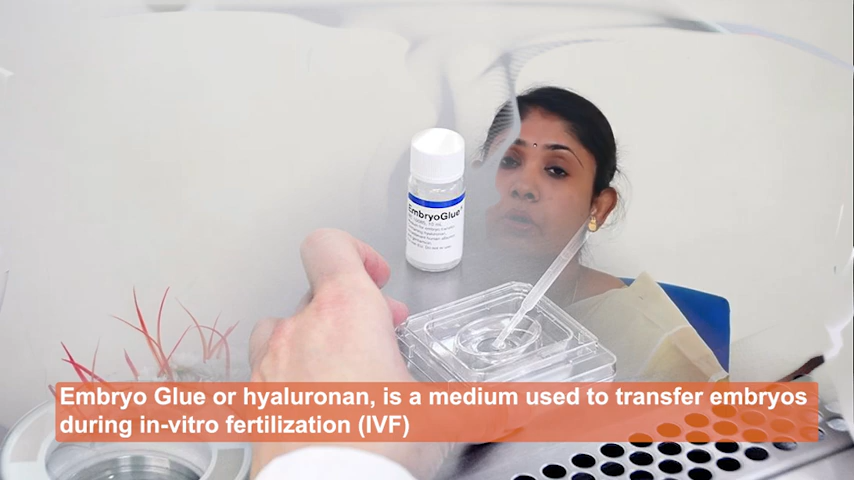 EmbryoGlue
Embryo Glue or hyaluronan, is a medium used to transfer embryos
during in-vitro fertilization (IVF)